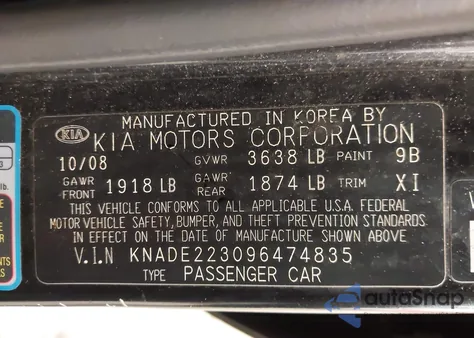 MANUFACTURED IN KOREA BY
KIA KIA MOTORS CORPORATION
10/08 GVWR 3638 LB PAINT 9B
GAWR FRONT 1918 LB GAWR REAR 1874 LB TRIM XI
THIS VEHICLE CONFORMS TO ALL APPLICABLE U.S.A. FEDERAL
MOTOR VEHICLE SAFETY, BUMPER, AND THEFT PREVENTION STANDARDS
IN EFFECT ON THE DATE OF MANUFACTURE SHOWN ABOVE
V.I.N KNADE223096474835
TYPE PASSENGER CAR
lb.
autoSnap